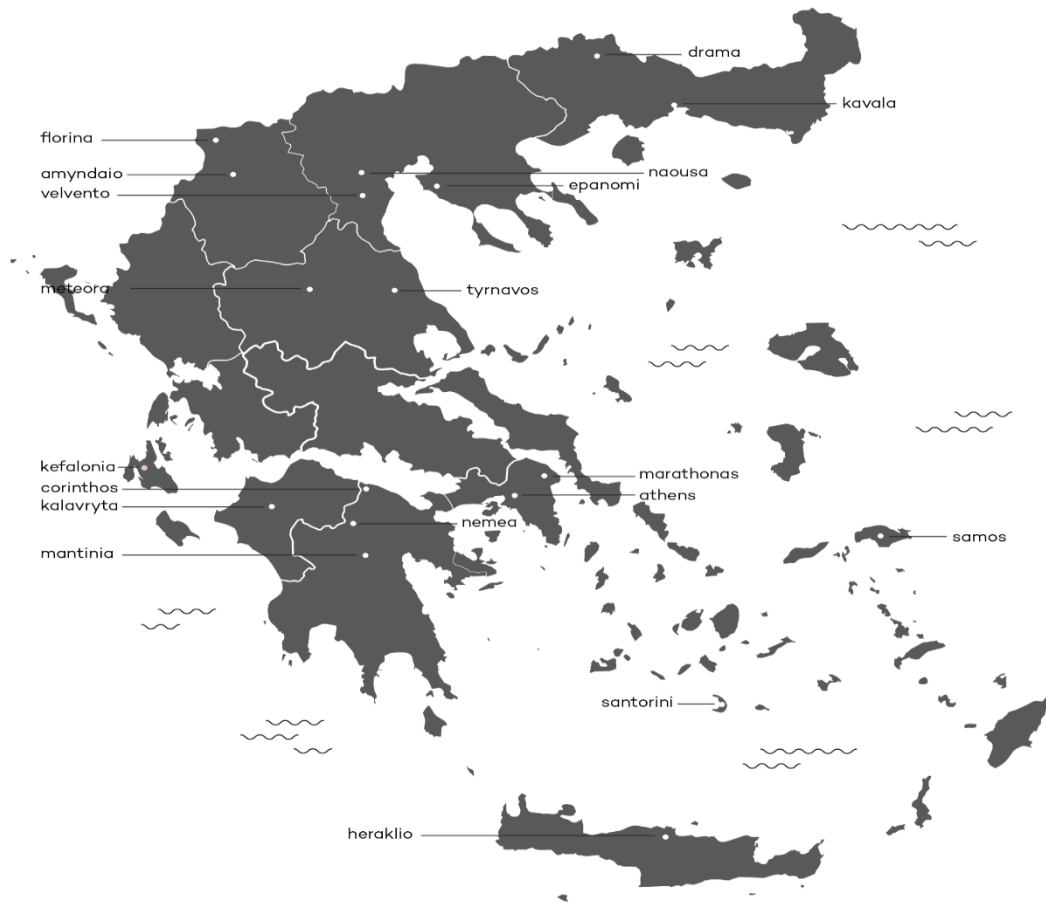 drama
kavala
florina
amyndaio
naousa
velvento
epanomi
meteora
tyrnavos
kefalonia
marathonas
corinthos
athens
kalavryta
nemea
samos
mantinia
santorini
heraklio